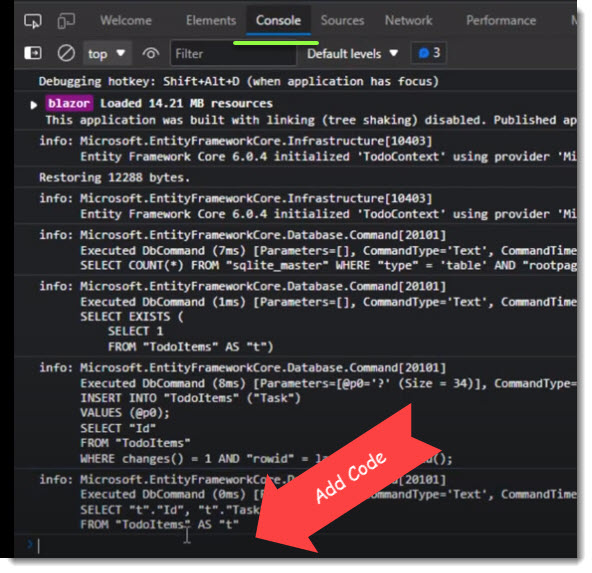 Welcome Elements Console Sources Network Performance
top Filter Default levels 3
Debugging hotkey: Shift+Alt+D (when application has focus)
blazor Loaded 14.21 MB resources
This application was built with linking (tree shaking) disabled. Published ap
info: Microsoft.EntityFrameworkCore.Infrastructure[10403]
Entity Framework Core 6.0.4 initialized 'TodoContext' using provider 'Mi
Restoring 12288 bytes.
info: Microsoft.EntityFrameworkCore.Infrastructure[10403]
Entity Framework Core 6.0.4 initialized 'TodoContext' using provider 'Mi
info: Microsoft.EntityFrameworkCore.Database.Command[20101]
Executed DbCommand (7ms) [Parameters=[], CommandType='Text', CommandTime
SELECT COUNT(*) FROM "sqlite_master" WHERE "type" = 'table' AND "rootpag
info: Microsoft.EntityFrameworkCore.Database.Command[20101]
Executed DbCommand (1ms) [Parameters=[], CommandType='Text', CommandTime
SELECT EXISTS (
SELECT 1
FROM "TodoItems" AS "t")
info: Microsoft.EntityFrameworkCore.Database.Command[20101]
Executed DbCommand (8ms) [Parameters=[@p0='?' (Size = 34)], CommandType=
INSERT INTO "TodoItems" ("Task")
VALUES (@p0);
SELECT "Id"
FROM "TodoItems"
WHERE changes() = 1 AND "rowid" = la d();
info: Microsoft.EntityFrameworkCore.D Command[20101]
Executed DbCommand (0ms) [P CommandType='Text', CommandTime
SELECT "t"."Id", "t"."Task
FROM "TodoItems" AS "t"
Add Code